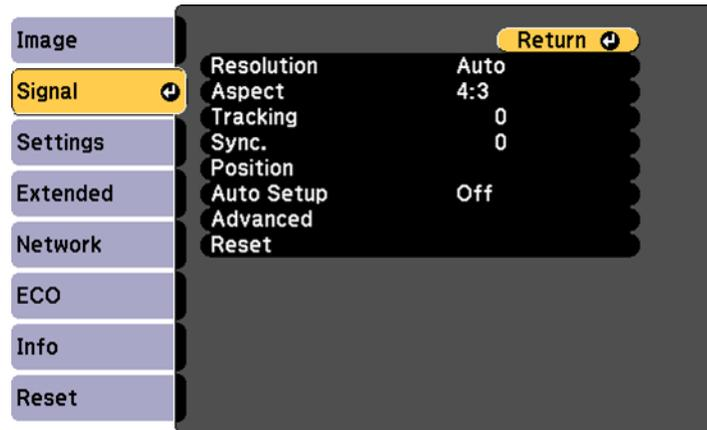 Image
Signal
Settings
Extended
Network
ECO
Info
Reset
Return
Resolution Auto
Aspect 4:3
Tracking 0
Sync. 0
Position
Auto Setup Off
Advanced
Reset